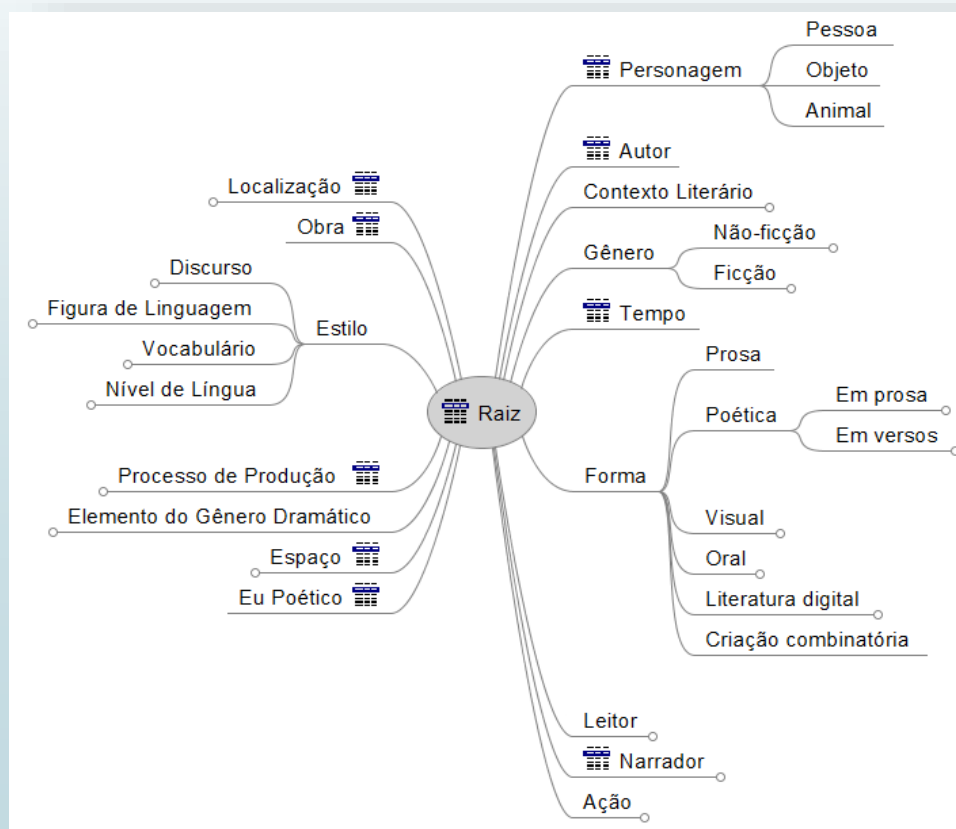 Raiz
Personagem
Pessoa
Objeto
Animal
Autor
Contexto Literário
Gênero
Não-ficção
Ficção
Tempo
Forma
Prosa
Poética
Em prosa
Em versos
Visual
Oral
Literatura digital
Criação combinatória
Leitor
Narrador
Ação
Localização
Obra
Estilo
Discurso
Figura de Linguagem
Vocabulário
Nível de Língua
Processo de Produção
Elemento do Gênero Dramático
Espaço
Eu Poético